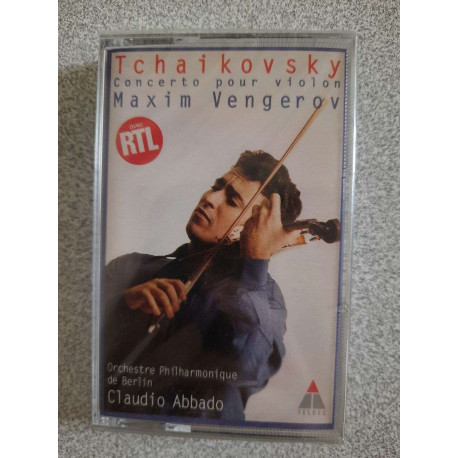 Tchaikovsky
Concerto pour violon
Maxim Vengerov
RTL
Orchestre Philharmonique
de Berlin
Claudio Abbado
TELDEC